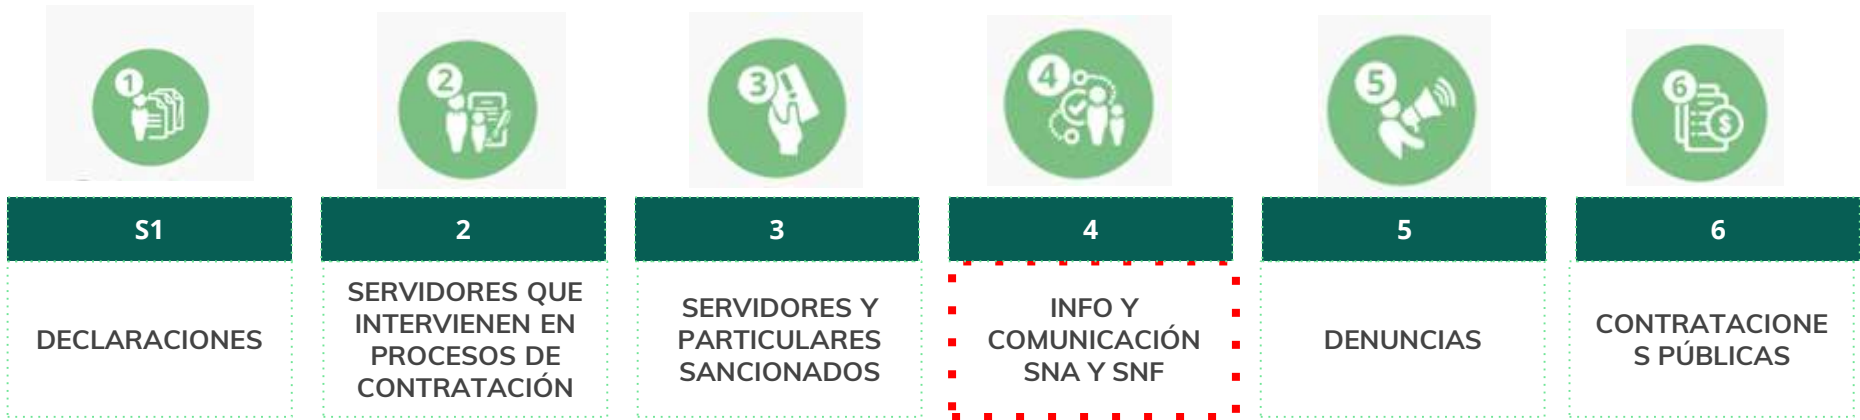 1
2
3
4
5
6
S1
2
3
4
5
6
DECLARACIONES
SERVIDORES QUE
INTERVIENEN EN
PROCESOS DE
CONTRATACIÓN
SERVIDORES Y
PARTICULARES
SANCIONADOS
INFO Y
COMUNICACIÓN
SNA Y SNF
DENUNCIAS
CONTRATACIONE
S PÚBLICAS